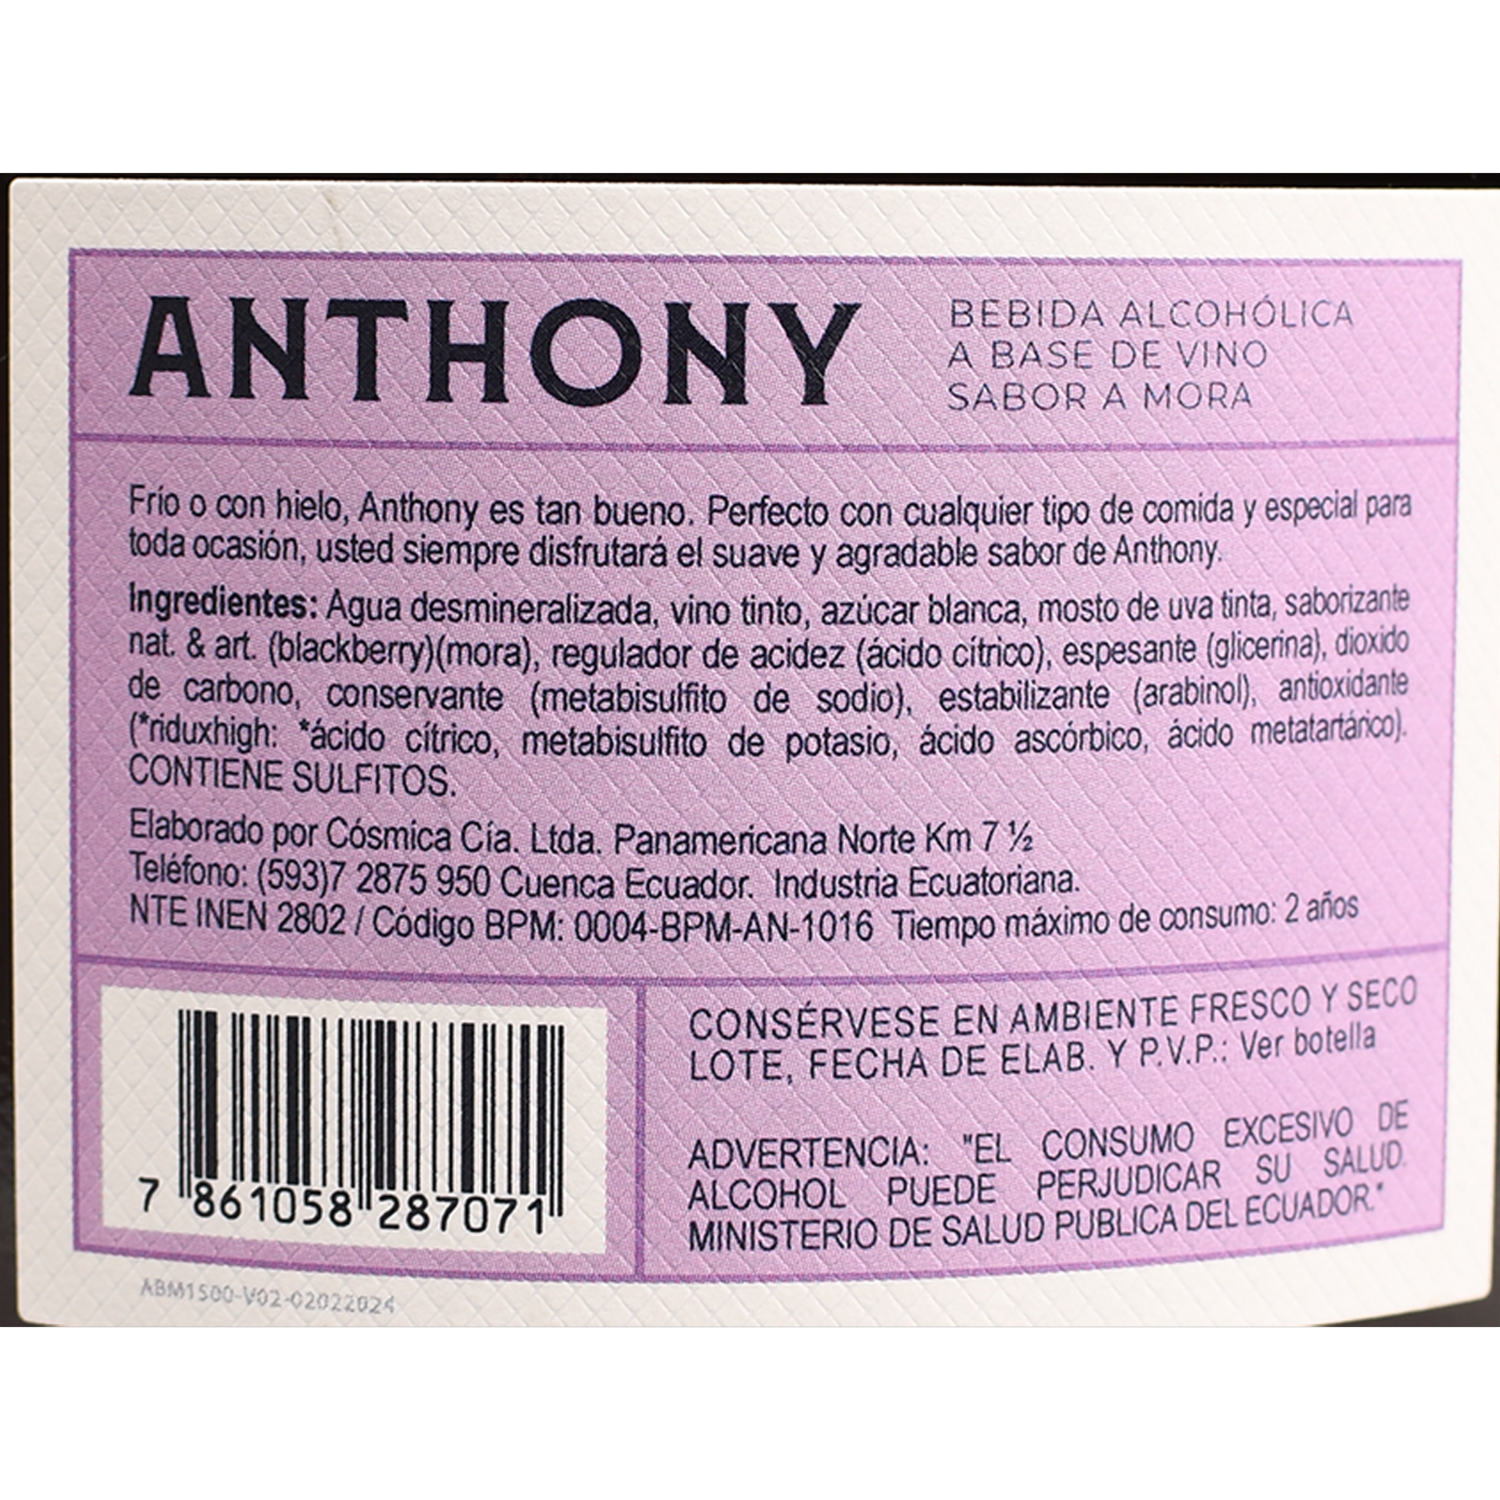 ANTHONY
BEBIDA ALCOHÓLICA
A BASE DE VINO
SABOR A MORA
Frío o con hielo, Anthony es tan bueno. Perfecto con cualquier tipo de comida y especial para
toda ocasión, usted siempre disfrutará el suave y agradable sabor de Anthony.
Ingredientes: Agua desmineralizada, vino tinto, azúcar blanca, mosto de uva tinta, saborizante
nat. & art. (blackberry)(mora), regulador de acidez (ácido cítrico), espesante (glicerina), dioxido
de carbono, conservante (metabisulfito de sodio), estabilizante (arabinol), antioxidante
(*riduxhigh: *ácido cítrico, metabisulfito de potasio, ácido ascórbico, ácido metatartárico).
CONTIENE SULFITOS.
Elaborado por Cósmica Cía. Ltda. Panamericana Norte Km 7 ½
Teléfono: (593)7 2875 950 Cuenca Ecuador. Industria Ecuatoriana.
NTE INEN 2802 / Código BPM: 0004-BPM-AN-1016 Tiempo máximo de consumo: 2 años
7 861058 287071
CONSÉRVESE EN AMBIENTE FRESCO Y SECO
LOTE, FECHA DE ELAB. Y P.V.P.: Ver botella
ADVERTENCIA: "EL CONSUMO EXCESIVO DE
ALCOHOL PUEDE PERJUDICAR SU SALUD.
MINISTERIO DE SALUD PUBLICA DEL ECUADOR."
ABM1500-V02-02022024